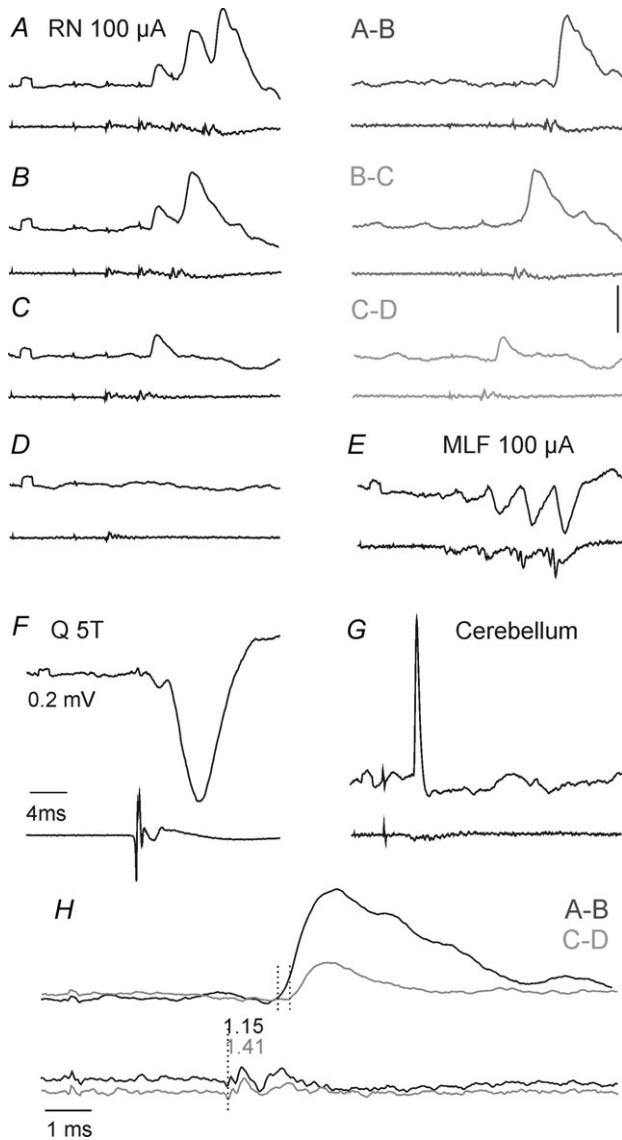 A RN 100 µA
A-B
B
B-C
C
C-D
D
E MLF 100 µA
F Q 5T
G Cerebellum
0.2 mV
4ms
H
A-B
C-D
1.15
1.41
1 ms